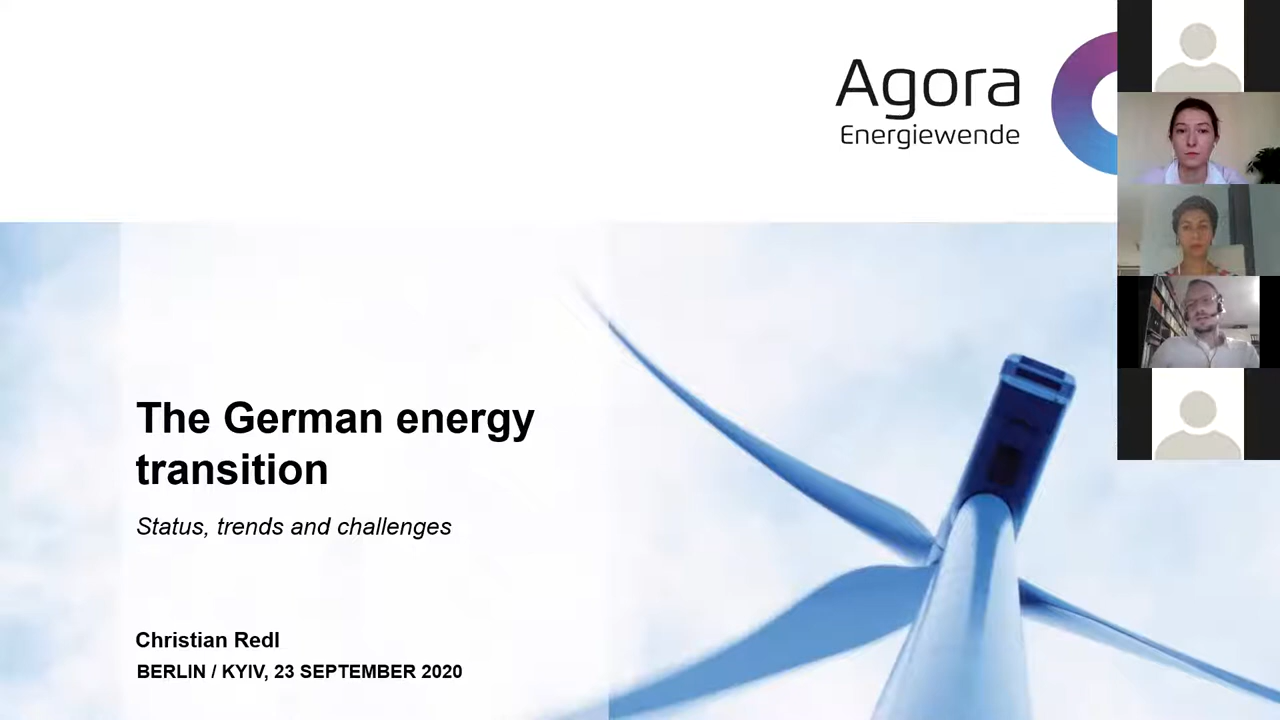 Agora
Energiewende
The German energy
transition
Status, trends and challenges
Christian Redl
BERLIN / KYIV, 23 SEPTEMBER 2020